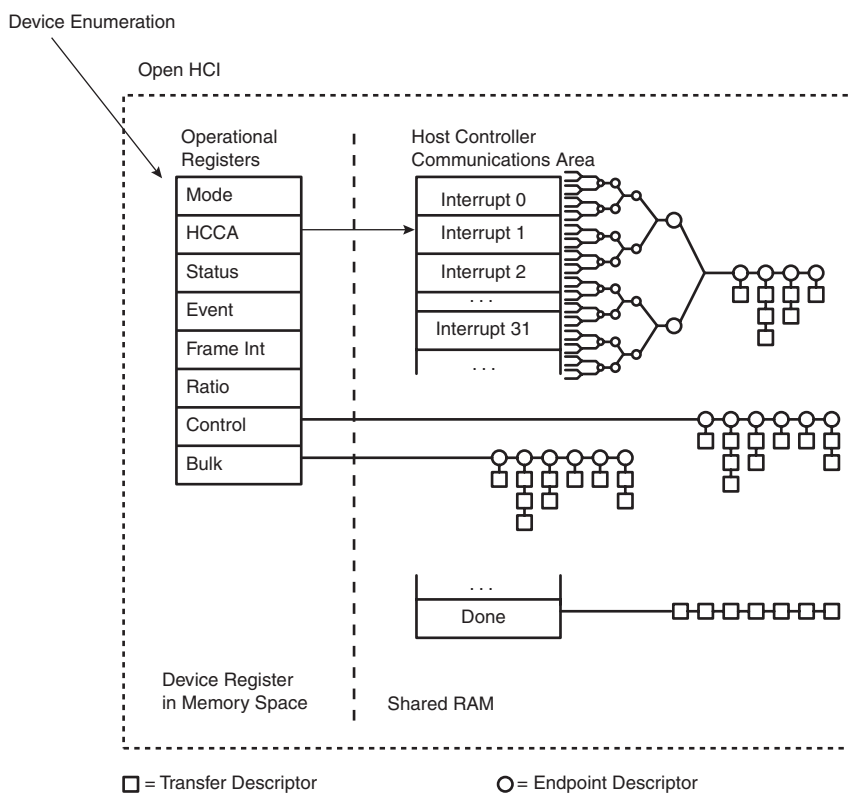 Device Enumeration
Open HCI
Operational
Registers
Mode
HCCA
Status
Event
Frame Int
Ratio
Control
Bulk
Device Register
in Memory Space
Host Controller
Communications Area
Interrupt 0
Interrupt 1
Interrupt 2
. . .
Interrupt 31
. . .
. . .
Done
Shared RAM
= Transfer Descriptor
= Endpoint Descriptor